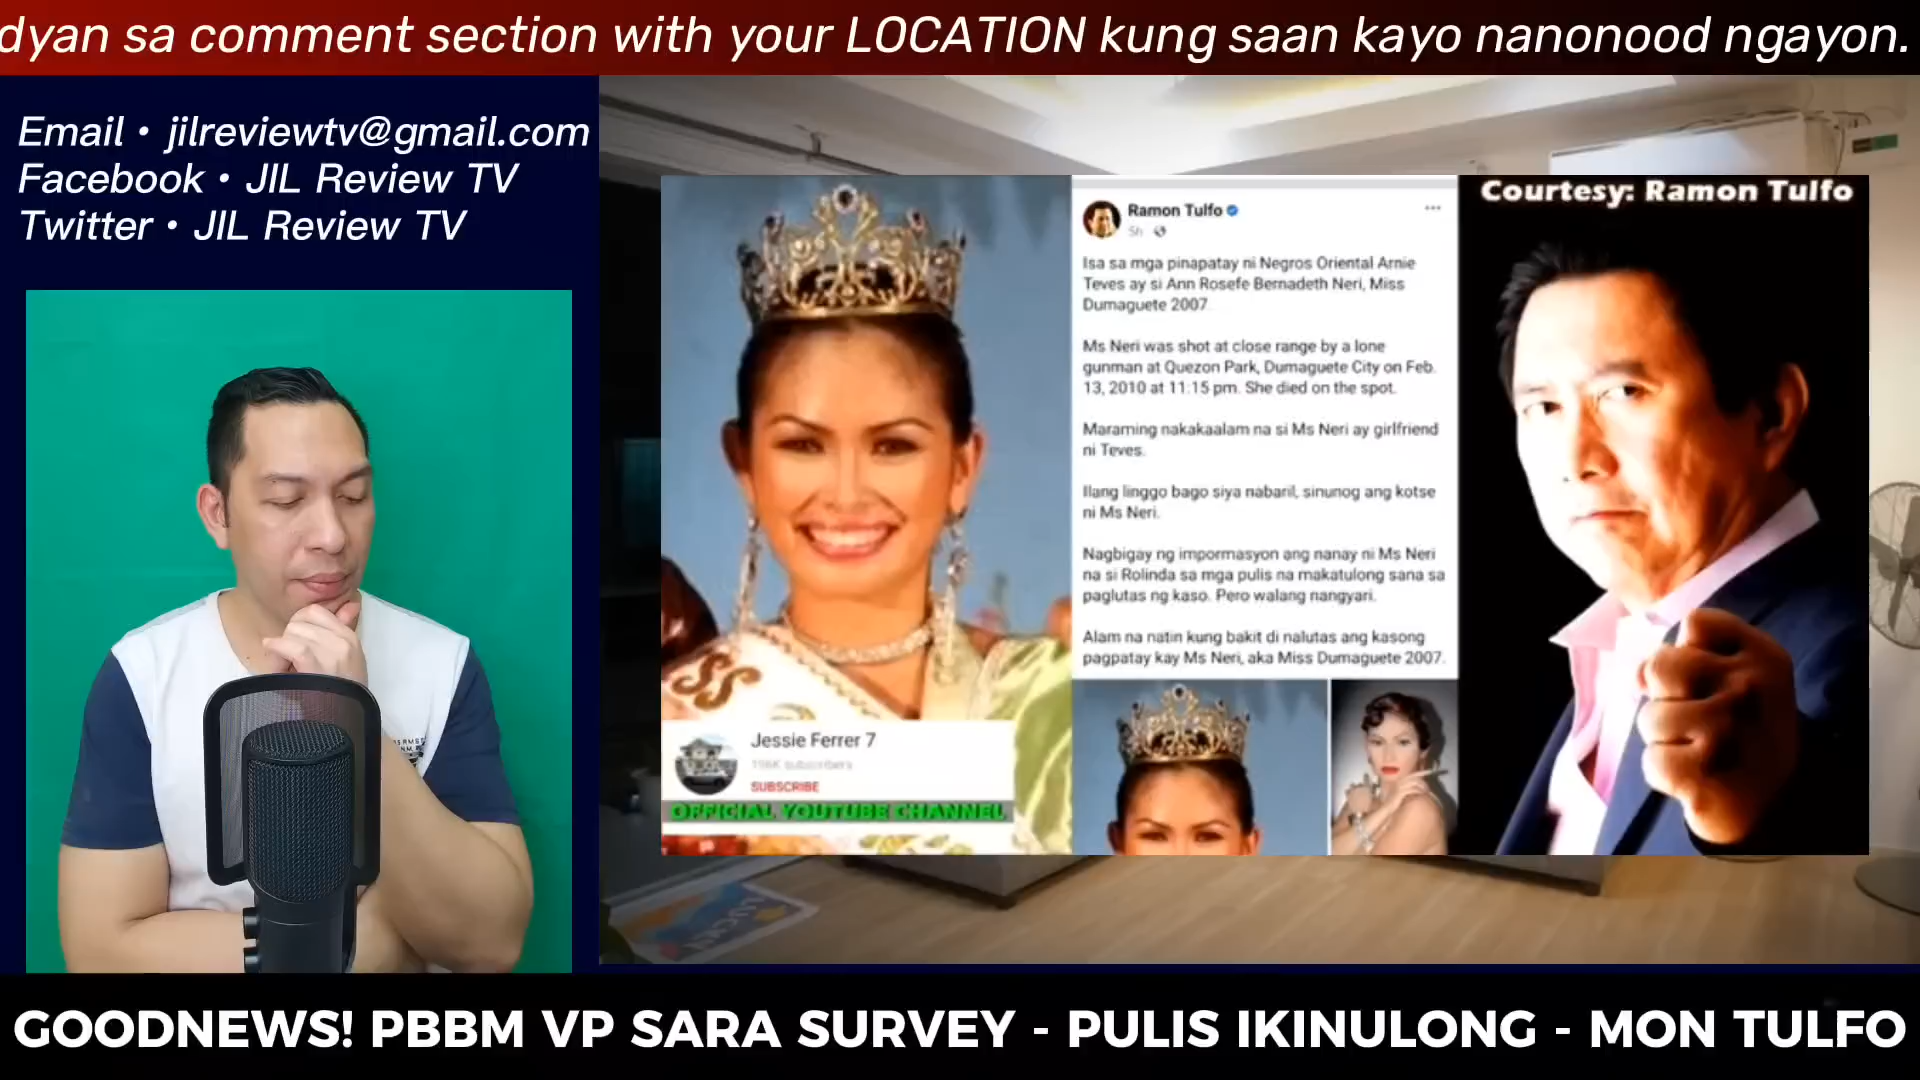 dyan sa comment section with your LOCATION kung saan kayo nanonood ngayon.
Email • jilreviewtv@gmail.com
Facebook • JIL Review TV
Twitter • JIL Review TV
Courtesy: Ramon Tulfo
Ramon Tulfo
5h
Isa sa mga pinapatay ni Negros Oriental Arnie
Teves ay si Ann Rosefe Bernadeth Neri, Miss
Dumaguete 2007
Ms Neri was shot at close range by a lone
gunman at Quezon Park, Dumaguete City on Feb.
13, 2010 at 11:15 pm. She died on the spot.
Maraming nakakaalam na si Ms Neri ay girlfriend
ni Teves.
Ilang linggo bago siya nabaril, sinunog ang kotse
ni Ms Neri.
Nagbigay ng impormasyon ang nanay ni Ms Neri
na si Rolinda sa mga pulis na makatulong sana sa
paglutas ng kaso. Pero walang nangyari.
Alam na natin kung bakit di nalutas ang kasong
pagpatay kay Ms Neri, aka Miss Dumaguete 2007.
SS
Jessie Ferrer 7
196K subscribers
SUBSCRIBE
OFFICIAL YOUTUBE CHANNEL
GOODNEWS! PBBM VP SARA SURVEY - PULIS IKINULONG - MON TULFO